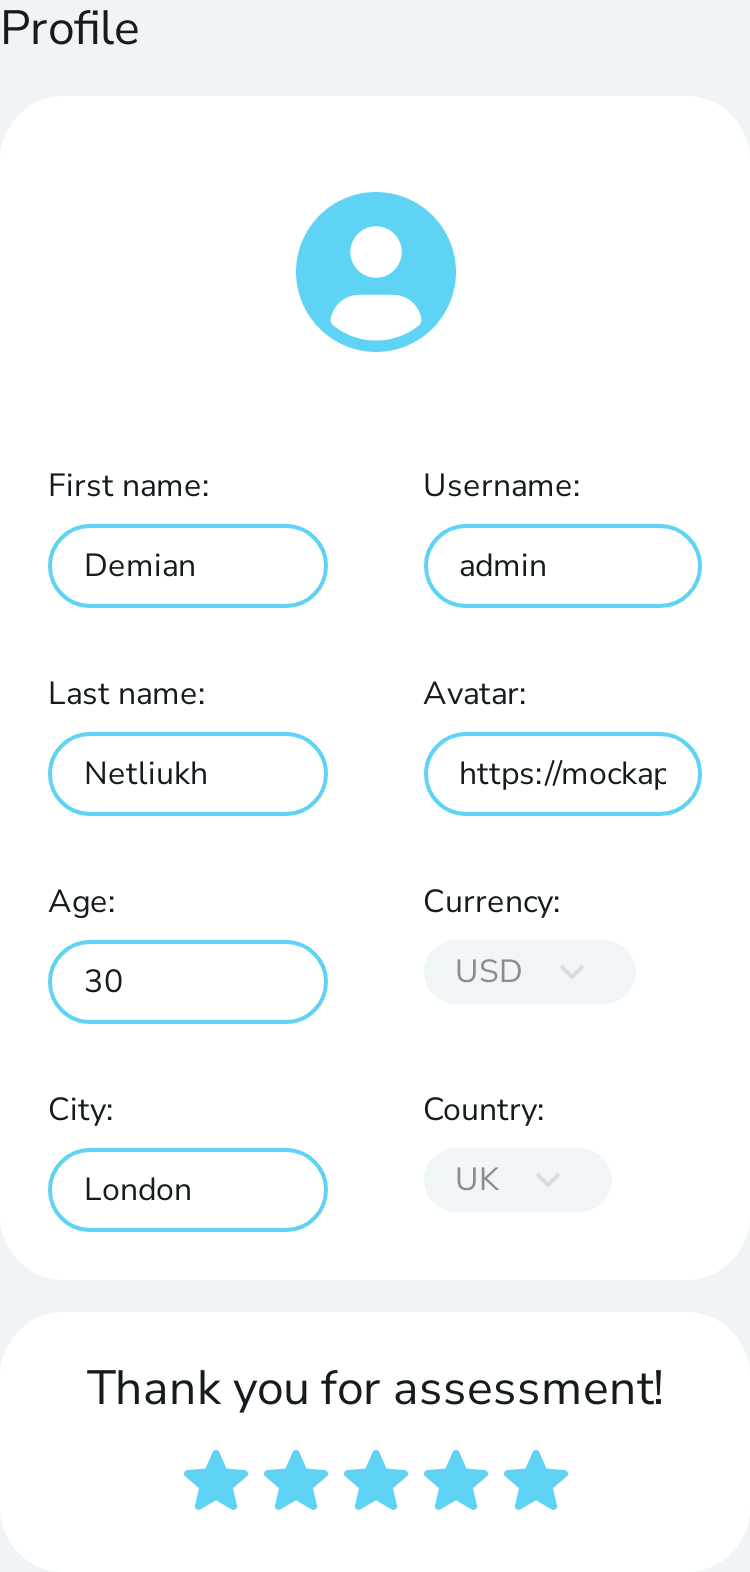 Profile
First name:
Demian
Username:
admin
Last name:
Netliukh
Avatar:
https://mockap
Age:
30
Currency:
USD
City:
London
Country:
UK
Thank you for assessment!